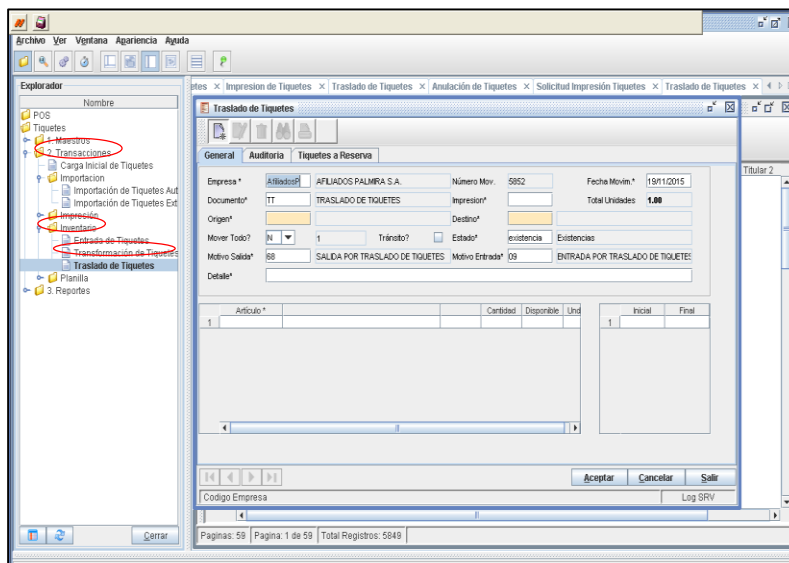 Archivo Ver Ventana Apariencia Ayuda
Explorador
Nombre
POS
Tiquetes
1. Maestros
2. Transacciones
Carga Inicial de Tiquetes
Importacion
Importación de Tiquetes Aut
Importación de Tiquetes Ext
Impresión
Inventario
Entrada de Tiquetes
Transformación de Tiquetes
Traslado de Tiquetes
Planilla
3. Reportes
Cerrar
etes Impresion de Tiquetes Traslado de Tiquetes Anulación de Tiquetes Solicitud Impresión Tiquetes Traslado de Tiquetes
Traslado de Tiquetes
General Auditoria Tiquetes a Reserva
Empresa * AfiliadosP AFILIADOS PALMIRA S.A. Número Mov. 5852 Fecha Movim.* 19/11/2015
Documento* TT TRASLADO DE TIQUETES Impresion* Total Unidades 1.00
Origen* Destino*
Mover Todo? N 1 Tránsito? Estado* existencia Existencias
Motivo Salida* 68 SALIDA POR TRASLADO DE TIQUETES Motivo Entrada* 09 ENTRADA POR TRASLADO DE TIQUETES
Detalle*
Artículo * Cantidad Disponible Und Inicial Final
1 1
Aceptar Cancelar Salir
Codigo Empresa Log SRV
Titular 2
Paginas: 59 Pagina: 1 de 59 Total Registros: 5849